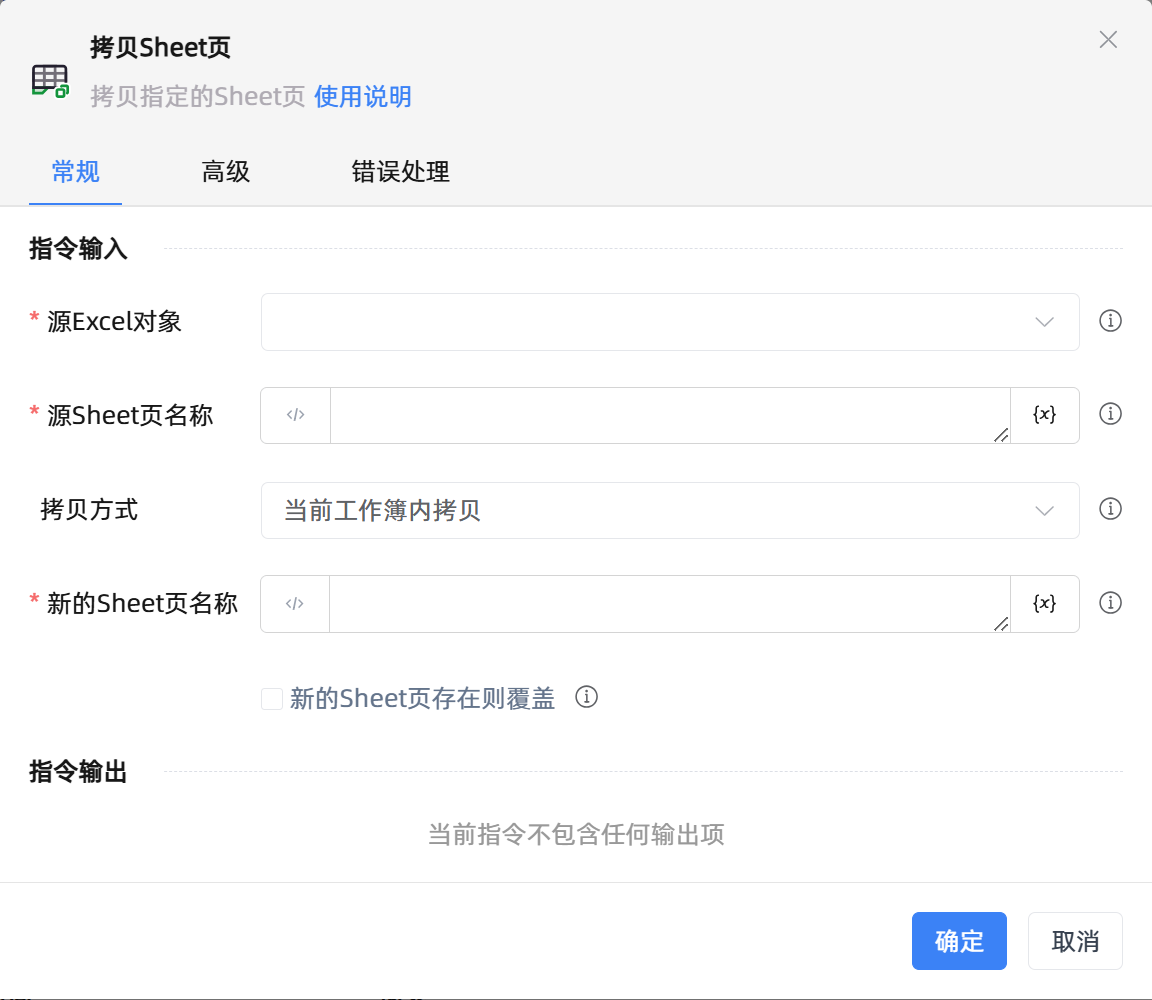 拷贝Sheet页
拷贝指定的Sheet页 使用说明
常规 高级 错误处理
指令输入
* 源Excel对象
* 源Sheet页名称 </> {x}
拷贝方式 当前工作簿内拷贝
* 新的Sheet页名称 </> {x}
新的Sheet页存在则覆盖
指令输出
当前指令不包含任何输出项
确定 取消